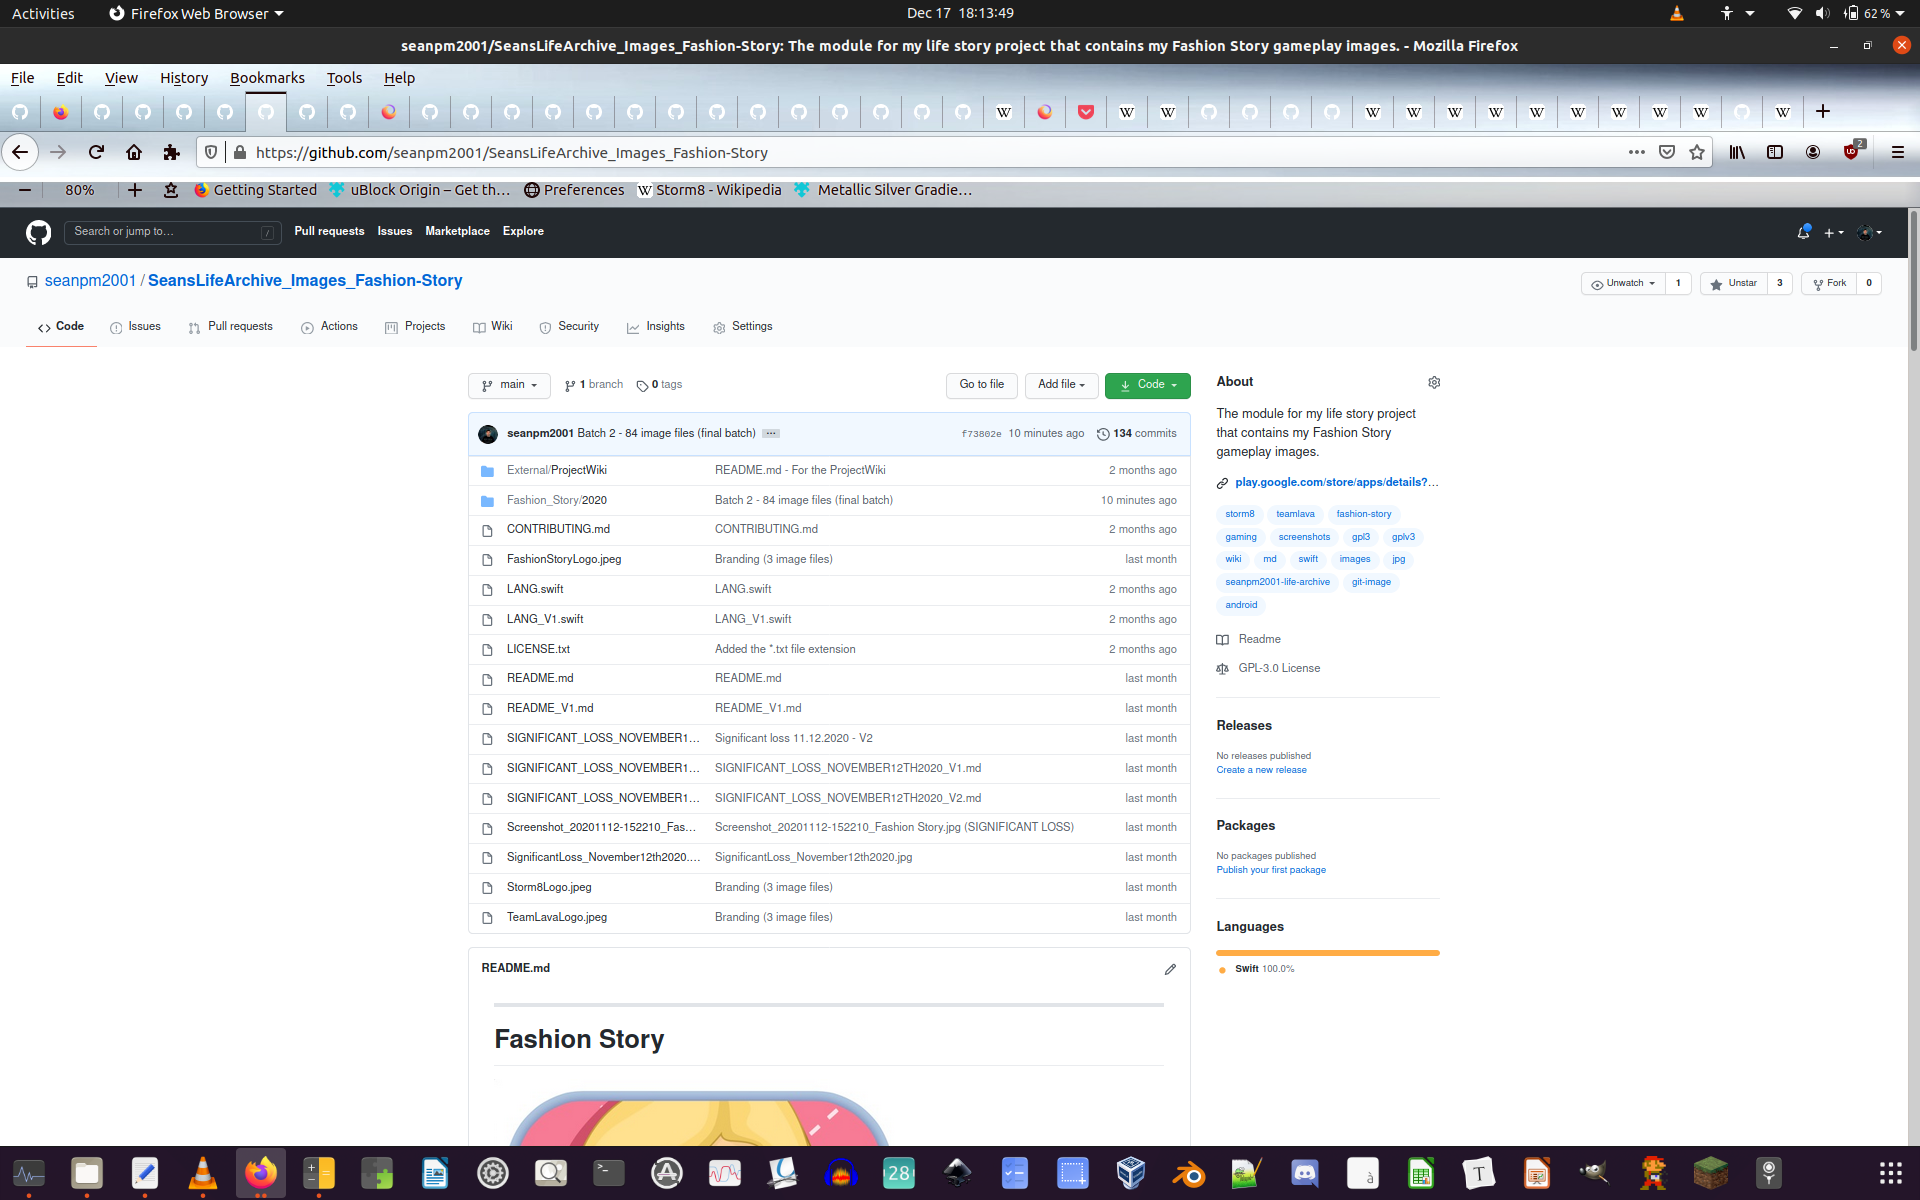 Activities Firefox Web Browser Dec 17 18:13:49 62 %
seanpm2001/SeansLifeArchive_Images_Fashion-Story: The module for my life story project that contains my Fashion Story gameplay images. - Mozilla Firefox
File Edit View History Bookmarks Tools Help
https://github.com/seanpm2001/SeansLifeArchive_Images_Fashion-Story 2
80% Getting Started uBlock Origin – Get th… Preferences Storm8 - Wikipedia Metallic Silver Gradie…
Search or jump to… / Pull requests Issues Marketplace Explore
seanpm2001 / SeansLifeArchive_Images_Fashion-Story Unwatch 1 Unstar 3 Fork 0
Code Issues Pull requests Actions Projects Wiki Security Insights Settings
main 1 branch 0 tags Go to file Add file Code
seanpm2001 Batch 2 - 84 image files (final batch) ... f73802e 10 minutes ago 134 commits
External/ProjectWiki README.md - For the ProjectWiki 2 months ago
Fashion_Story/2020 Batch 2 - 84 image files (final batch) 10 minutes ago
CONTRIBUTING.md CONTRIBUTING.md 2 months ago
FashionStoryLogo.jpeg Branding (3 image files) last month
LANG.swift LANG.swift 2 months ago
LANG_V1.swift LANG_V1.swift 2 months ago
LICENSE.txt Added the *.txt file extension 2 months ago
README.md README.md last month
README_V1.md README_V1.md last month
SIGNIFICANT_LOSS_NOVEMBER1… Significant loss 11.12.2020 - V2 last month
SIGNIFICANT_LOSS_NOVEMBER1… SIGNIFICANT_LOSS_NOVEMBER12TH2020_V1.md last month
SIGNIFICANT_LOSS_NOVEMBER1… SIGNIFICANT_LOSS_NOVEMBER12TH2020_V2.md last month
Screenshot_20201112-152210_Fas… Screenshot_20201112-152210_Fashion Story.jpg (SIGNIFICANT LOSS) last month
SignificantLoss_November12th2020.… SignificantLoss_November12th2020.jpg last month
Storm8Logo.jpeg Branding (3 image files) last month
TeamLavaLogo.jpeg Branding (3 image files) last month
README.md
Fashion Story
About
The module for my life story project
that contains my Fashion Story
gameplay images.
play.google.com/store/apps/details?…
storm8 teamlava fashion-story
gaming screenshots gpl3 gplv3
wiki md swift images jpg
seanpm2001-life-archive git-image
android
Readme
GPL-3.0 License
Releases
No releases published
Create a new release
Packages
No packages published
Publish your first package
Languages
Swift 100.0%
28